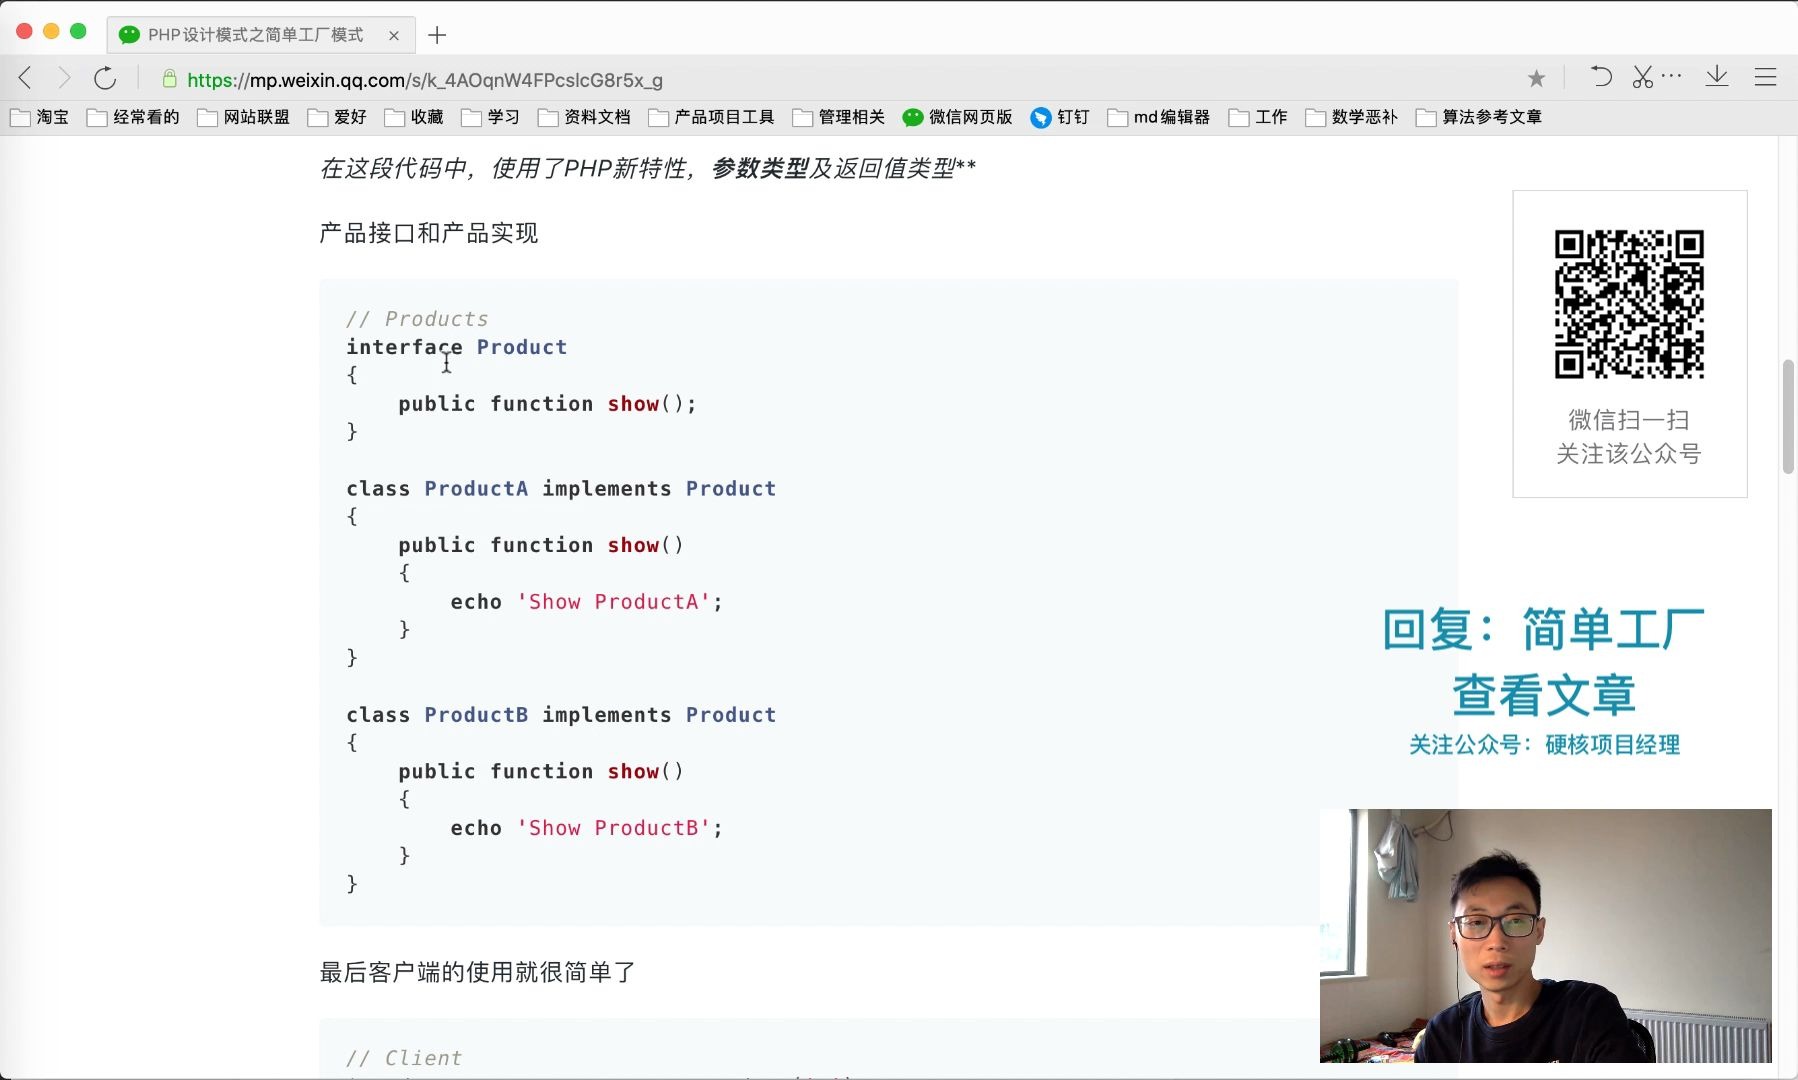 PHP设计模式之简单工厂模式
https://mp.weixin.qq.com/s/k_4AOqnW4FPcslcG8r5x_g
淘宝 经常看的 网站联盟 爱好 收藏 学习 资料文档 产品项目工具 管理相关 微信网页版 钉钉 md编辑器 工作 数学恶补 算法参考文章
在这段代码中，使用了PHP新特性，参数类型及返回值类型**
产品接口和产品实现
// Products
interface Product
{
    public function show();
}
class ProductA implements Product
{
    public function show()
    {
        echo 'Show ProductA';
    }
}
class ProductB implements Product
{
    public function show()
    {
        echo 'Show ProductB';
    }
}
最后客户端的使用就很简单了
// Client
微信扫一扫
关注该公众号
回复：简单工厂
查看文章
关注公众号：硬核项目经理